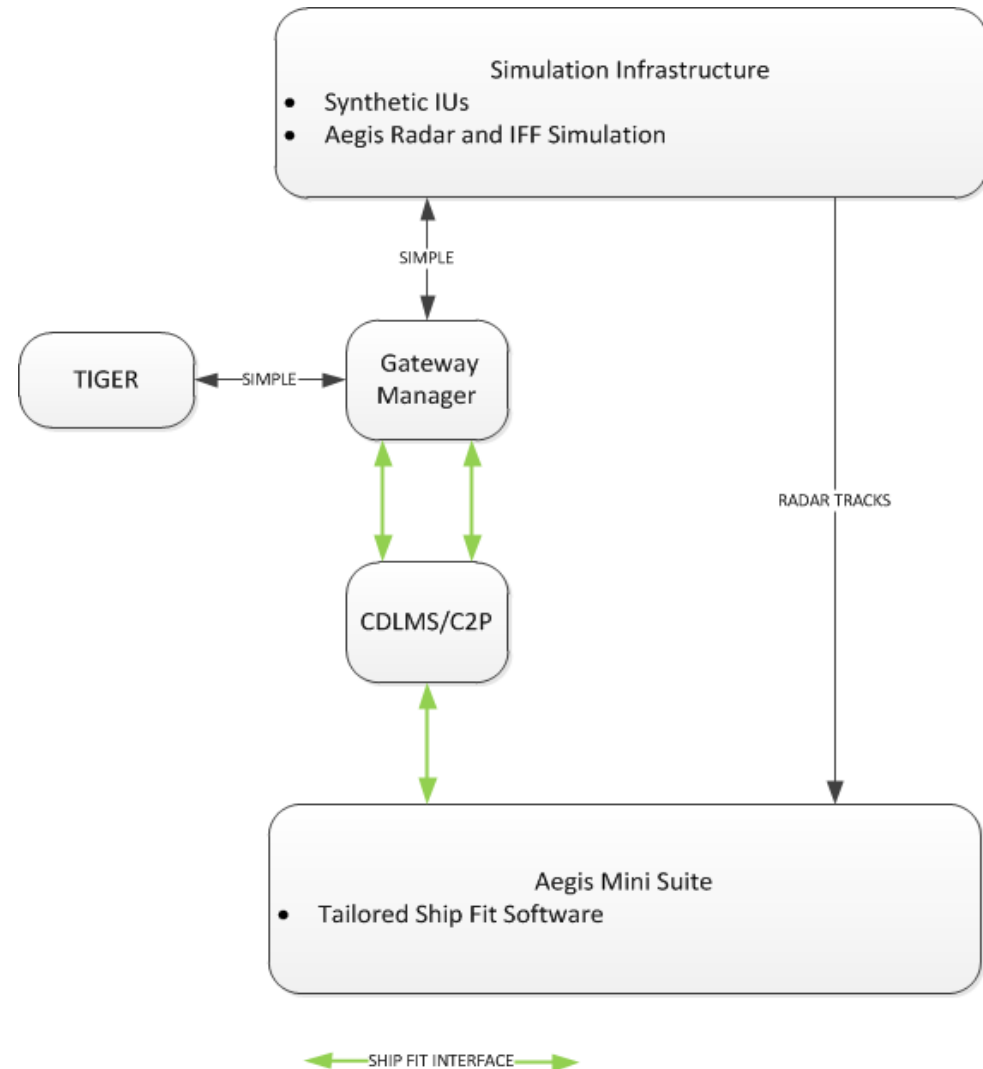 Simulation Infrastructure
• Synthetic IUs
• Aegis Radar and IFF Simulation
SIMPLE
TIGER
SIMPLE
Gateway
Manager
RADAR TRACKS
CDLMS/C2P
Aegis Mini Suite
• Tailored Ship Fit Software
SHIP FIT INTERFACE